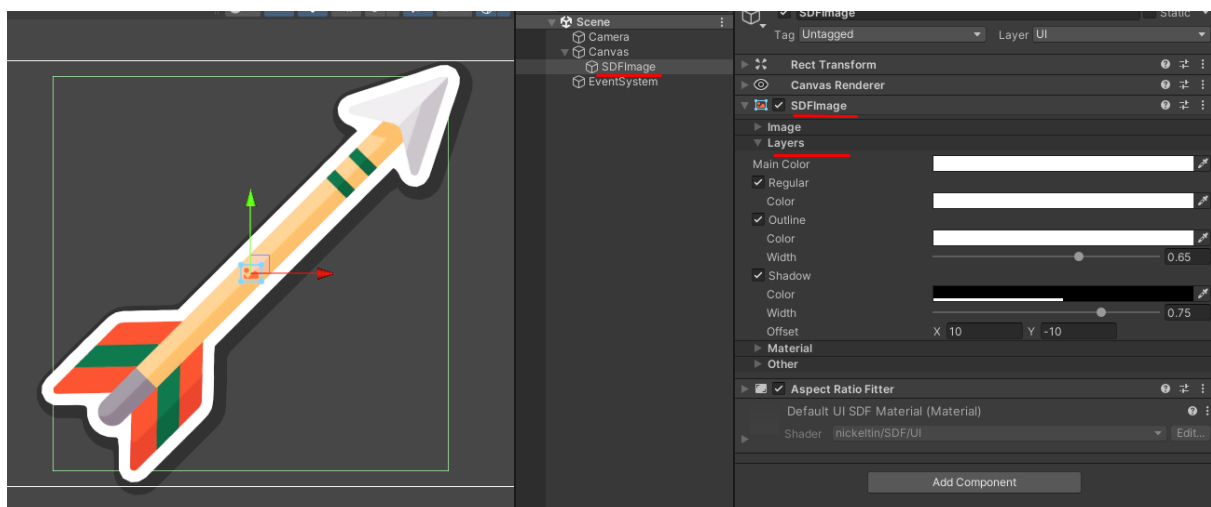 Scene
Camera
Canvas
SDFImage
EventSystem
SDFImage
Static
Tag Untagged Layer UI
Rect Transform
Canvas Renderer
SDFImage
Image
Layers
Main Color
Regular
Color
Outline
Color
Width 0.65
Shadow
Color
Width 0.75
Offset X 10 Y -10
Material
Other
Aspect Ratio Fitter
Default UI SDF Material (Material)
Shader nickeltin/SDF/UI Edit...
Add Component